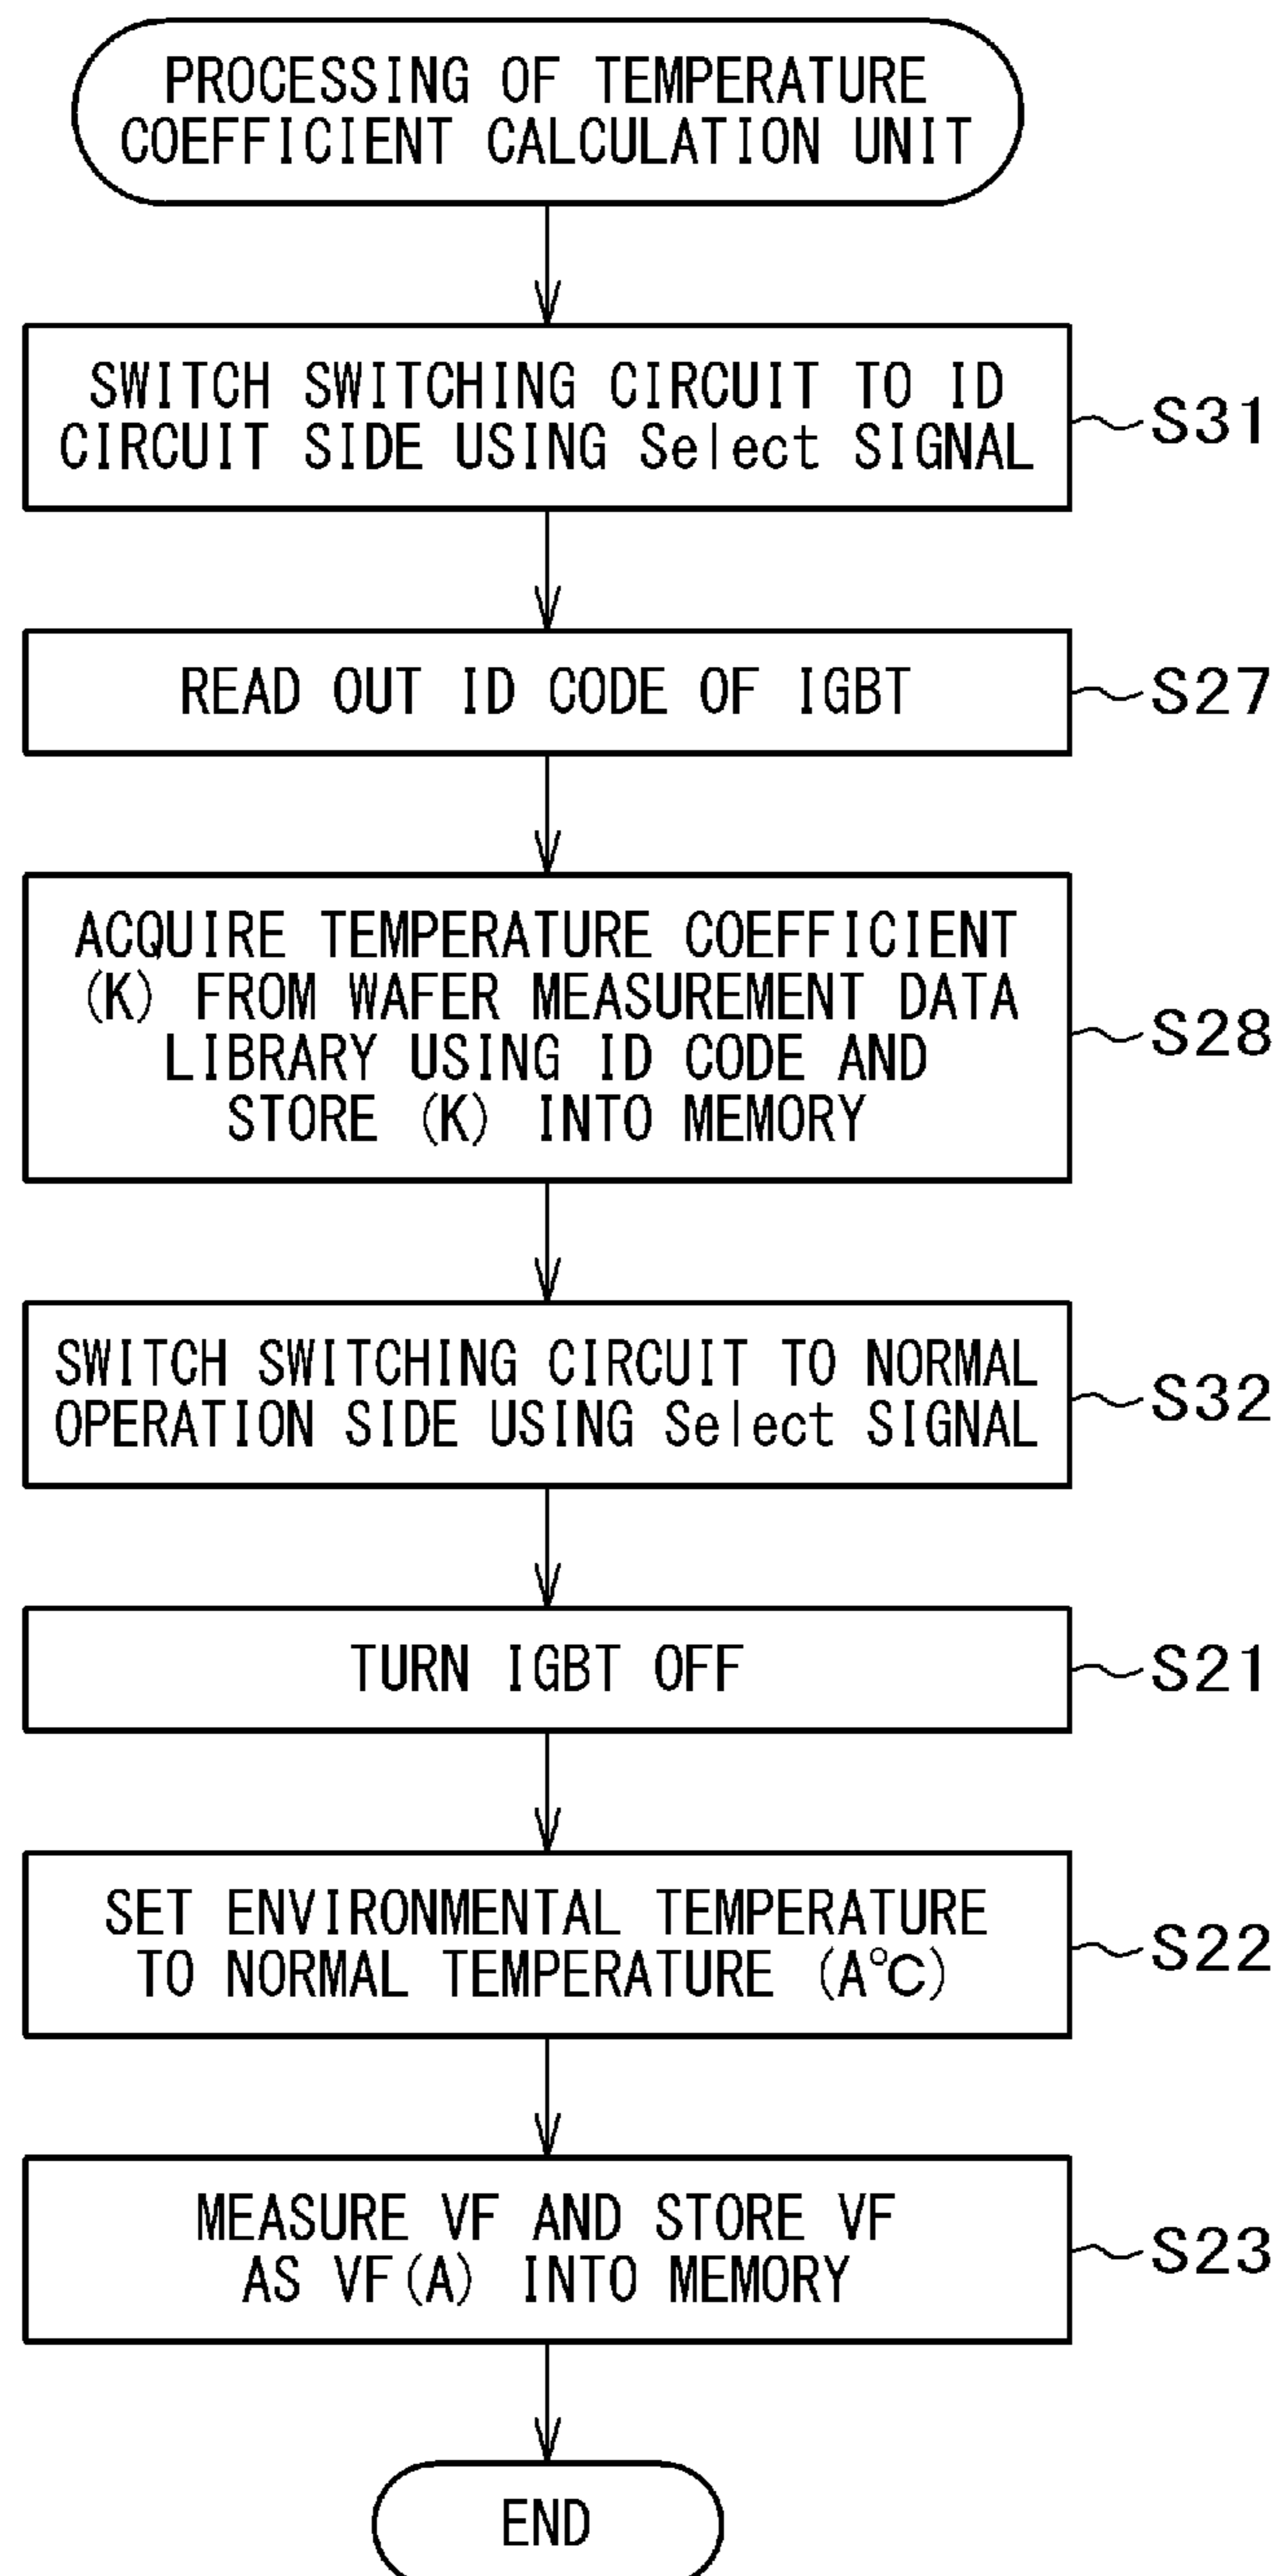 PROCESSING OF TEMPERATURE
COEFFICIENT CALCULATION UNIT
SWITCH SWITCHING CIRCUIT TO ID
CIRCUIT SIDE USING Select SIGNAL
S31
READ OUT ID CODE OF IGBT
S27
ACQUIRE TEMPERATURE COEFFICIENT
(K) FROM WAFER MEASUREMENT DATA
LIBRARY USING ID CODE AND
STORE (K) INTO MEMORY
S28
SWITCH SWITCHING CIRCUIT TO NORMAL
OPERATION SIDE USING Select SIGNAL
S32
TURN IGBT OFF
S21
SET ENVIRONMENTAL TEMPERATURE
TO NORMAL TEMPERATURE (A℃)
S22
MEASURE VF AND STORE VF
AS VF(A) INTO MEMORY
S23
END